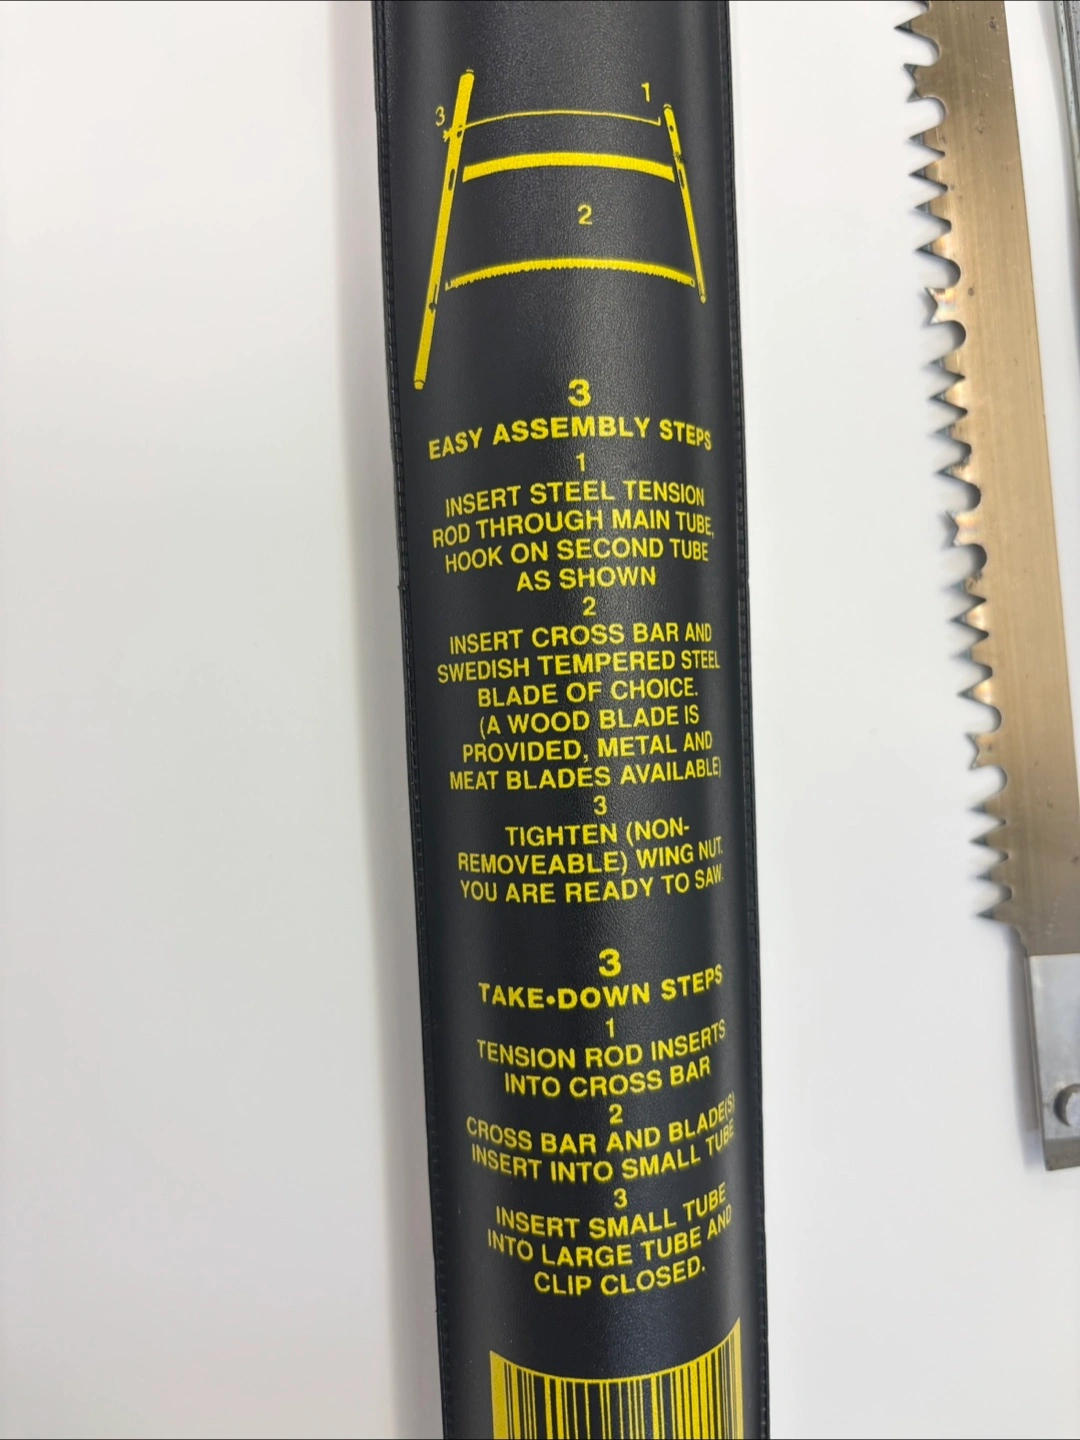 3
1
2
3
EASY ASSEMBLY STEPS
1
INSERT STEEL TENSION
ROD THROUGH MAIN TUBE,
HOOK ON SECOND TUBE
AS SHOWN
2
INSERT CROSS BAR AND
SWEDISH TEMPERED STEEL
BLADE OF CHOICE.
(A WOOD BLADE IS
PROVIDED, METAL AND
MEAT BLADES AVAILABLE)
3
TIGHTEN (NON-
REMOVEABLE) WING NUT.
YOU ARE READY TO SAW.
3
TAKE•DOWN STEPS
1
TENSION ROD INSERTS
INTO CROSS BAR
2
CROSS BAR AND BLADE(S)
INSERT INTO SMALL TUBE
3
INSERT SMALL TUBE
INTO LARGE TUBE AND
CLIP CLOSED.